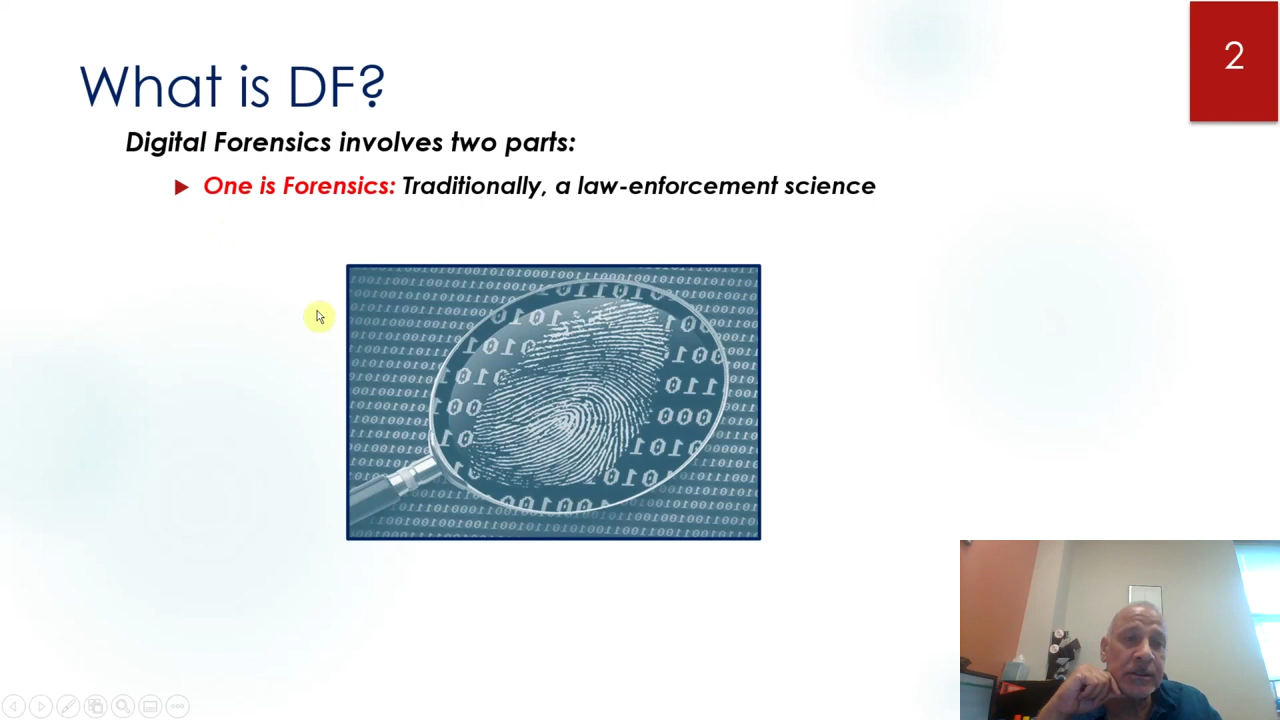 2
What is DF?
Digital Forensics involves two parts:
One is Forensics: Traditionally, a law-enforcement science